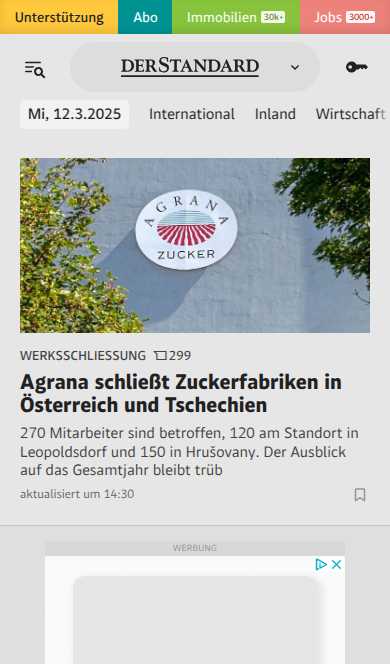 Unterstützung Abo Immobilien 30k+ Jobs 3000+
DERSTANDARD
Mi, 12.3.2025 International Inland Wirtschaft
AGRANA
ZUCKER
WERKSSCHLIESSUNG 299
Agrana schließt Zuckerfabriken in
Österreich und Tschechien
270 Mitarbeiter sind betroffen, 120 am Standort in
Leopoldsdorf und 150 in Hrušovany. Der Ausblick
auf das Gesamtjahr bleibt trüb
aktualisiert um 14:30
WERBUNG